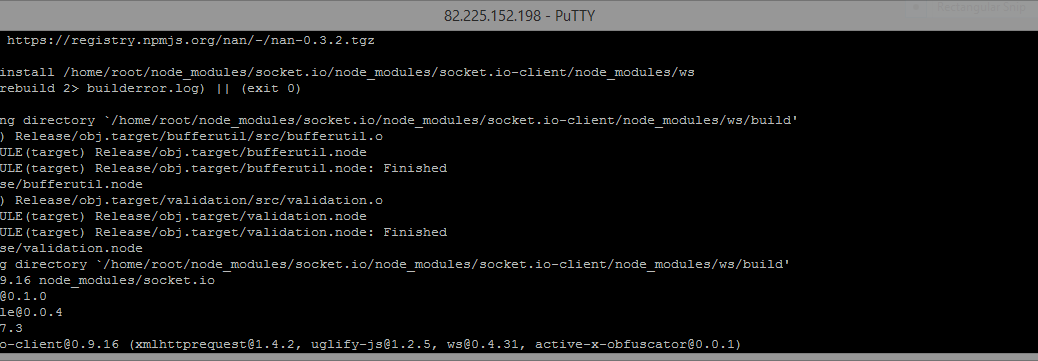 82.225.152.198 - PuTTY
https://registry.npmjs.org/nan/-/nan-0.3.2.tgz
install /home/root/node_modules/socket.io/node_modules/socket.io-client/node_modules/ws
rebuild 2> builderror.log) || (exit 0)
ng directory `/home/root/node_modules/socket.io/node_modules/socket.io-client/node_modules/ws/build'
) Release/obj.target/bufferutil/src/bufferutil.o
ULE(target) Release/obj.target/bufferutil.node
ULE(target) Release/obj.target/bufferutil.node: Finished
se/bufferutil.node
) Release/obj.target/validation/src/validation.o
ULE(target) Release/obj.target/validation.node
ULE(target) Release/obj.target/validation.node: Finished
se/validation.node
g directory `/home/root/node_modules/socket.io/node_modules/socket.io-client/node_modules/ws/build'
9.16 node_modules/socket.io
@0.1.0
le@0.0.4
7.3
o-client@0.9.16 (xmlhttprequest@1.4.2, uglify-js@1.2.5, ws@0.4.31, active-x-obfuscator@0.0.1)